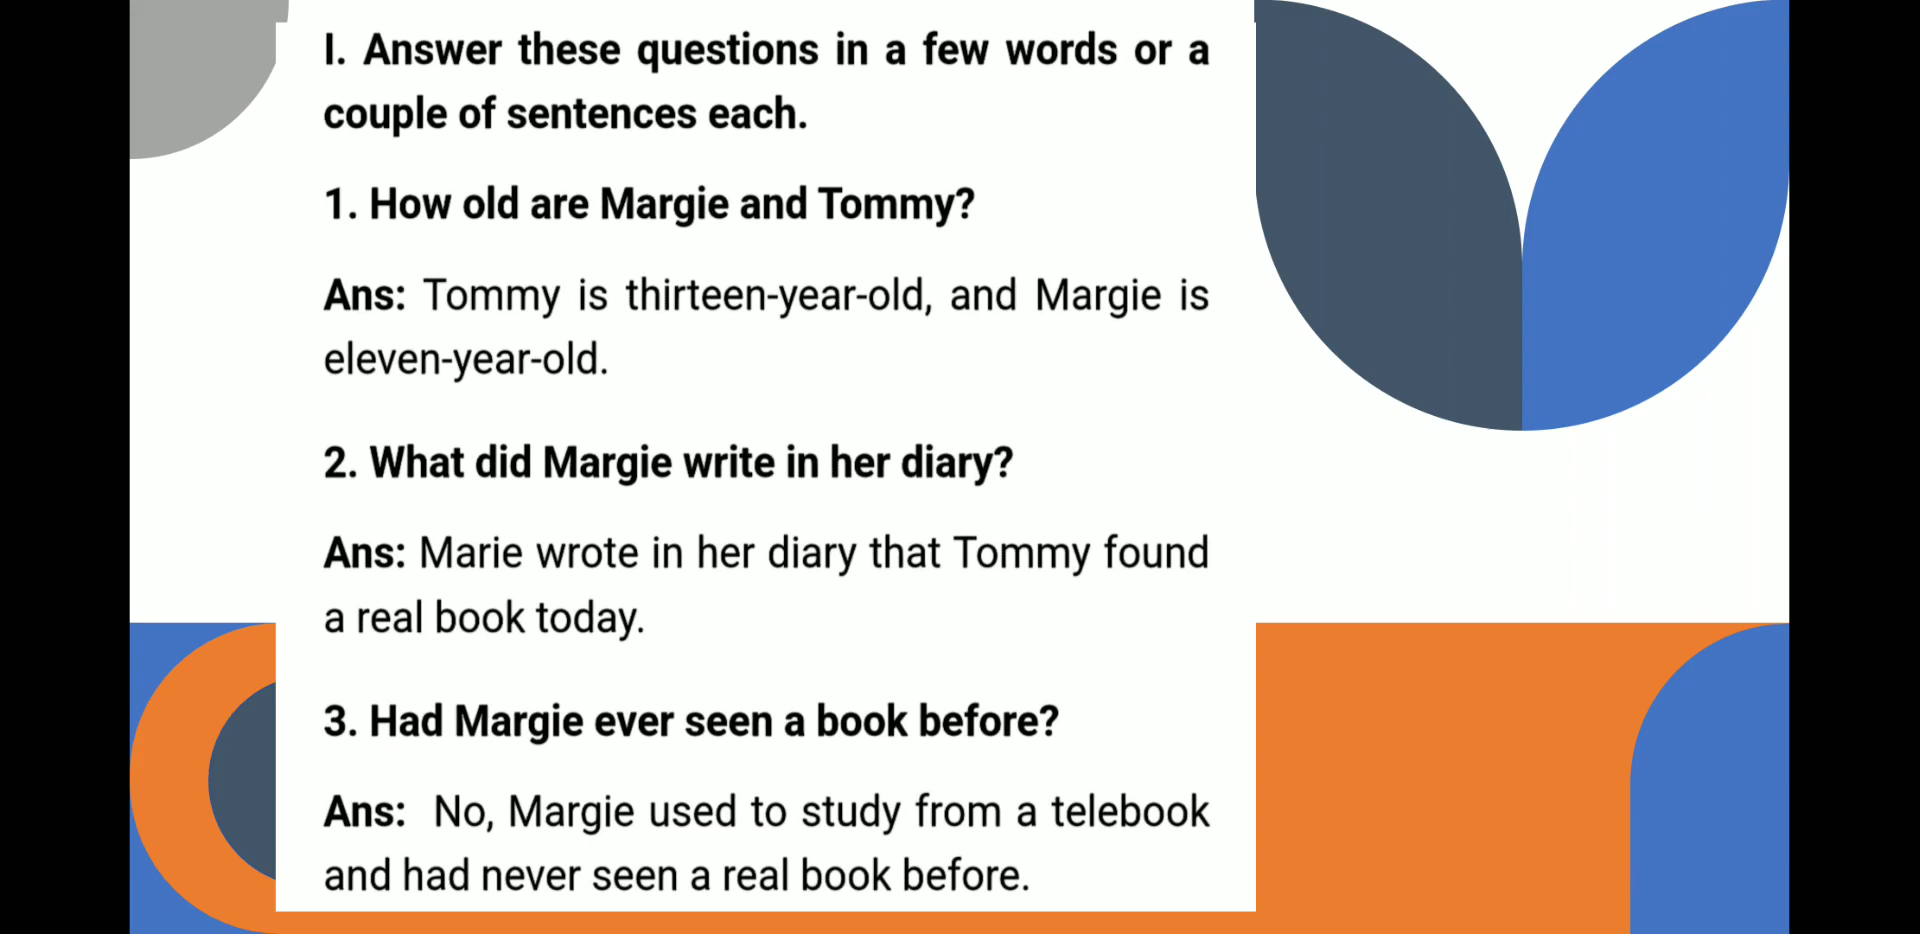 I. Answer these questions in a few words or a
couple of sentences each.
1. How old are Margie and Tommy?
Ans: Tommy is thirteen-year-old, and Margie is
eleven-year-old.
2. What did Margie write in her diary?
Ans: Marie wrote in her diary that Tommy found
a real book today.
3. Had Margie ever seen a book before?
Ans: No, Margie used to study from a telebook
and had never seen a real book before.